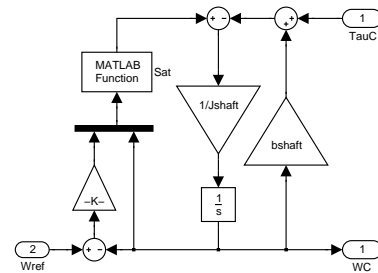 + -
+ +
1
TauC
MATLAB
Function
Sat
1/Jshaft
bshaft
-K-
1
s
2
Wref
+ -
1
WC